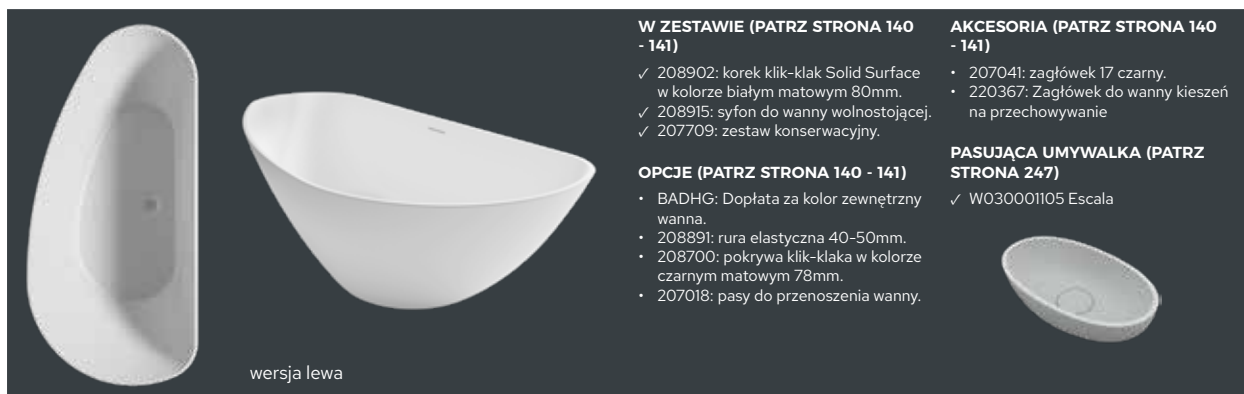 W ZESTAWIE (PATRZ STRONA 140
- 141)
✓ 208902: korek klik-klak Solid Surface
w kolorze białym matowym 80mm.
✓ 208915: syfon do wanny wolnostojącej.
✓ 207709: zestaw konserwacyjny.
OPCJE (PATRZ STRONA 140 - 141)
• BADHG: Dopłata za kolor zewnętrzny
wanna.
• 208891: rura elastyczna 40-50mm.
• 208700: pokrywa klik-klaka w kolorze
czarnym matowym 78mm.
• 207018: pasy do przenoszenia wanny.
AKCESORIA (PATRZ STRONA 140
- 141)
• 207041: zagłówek 17 czarny.
• 220367: Zagłówek do wanny kieszeń
na przechowywanie
PASUJĄCA UMYWALKA (PATRZ
STRONA 247)
✓ W030001105 Escala
wersja lewa